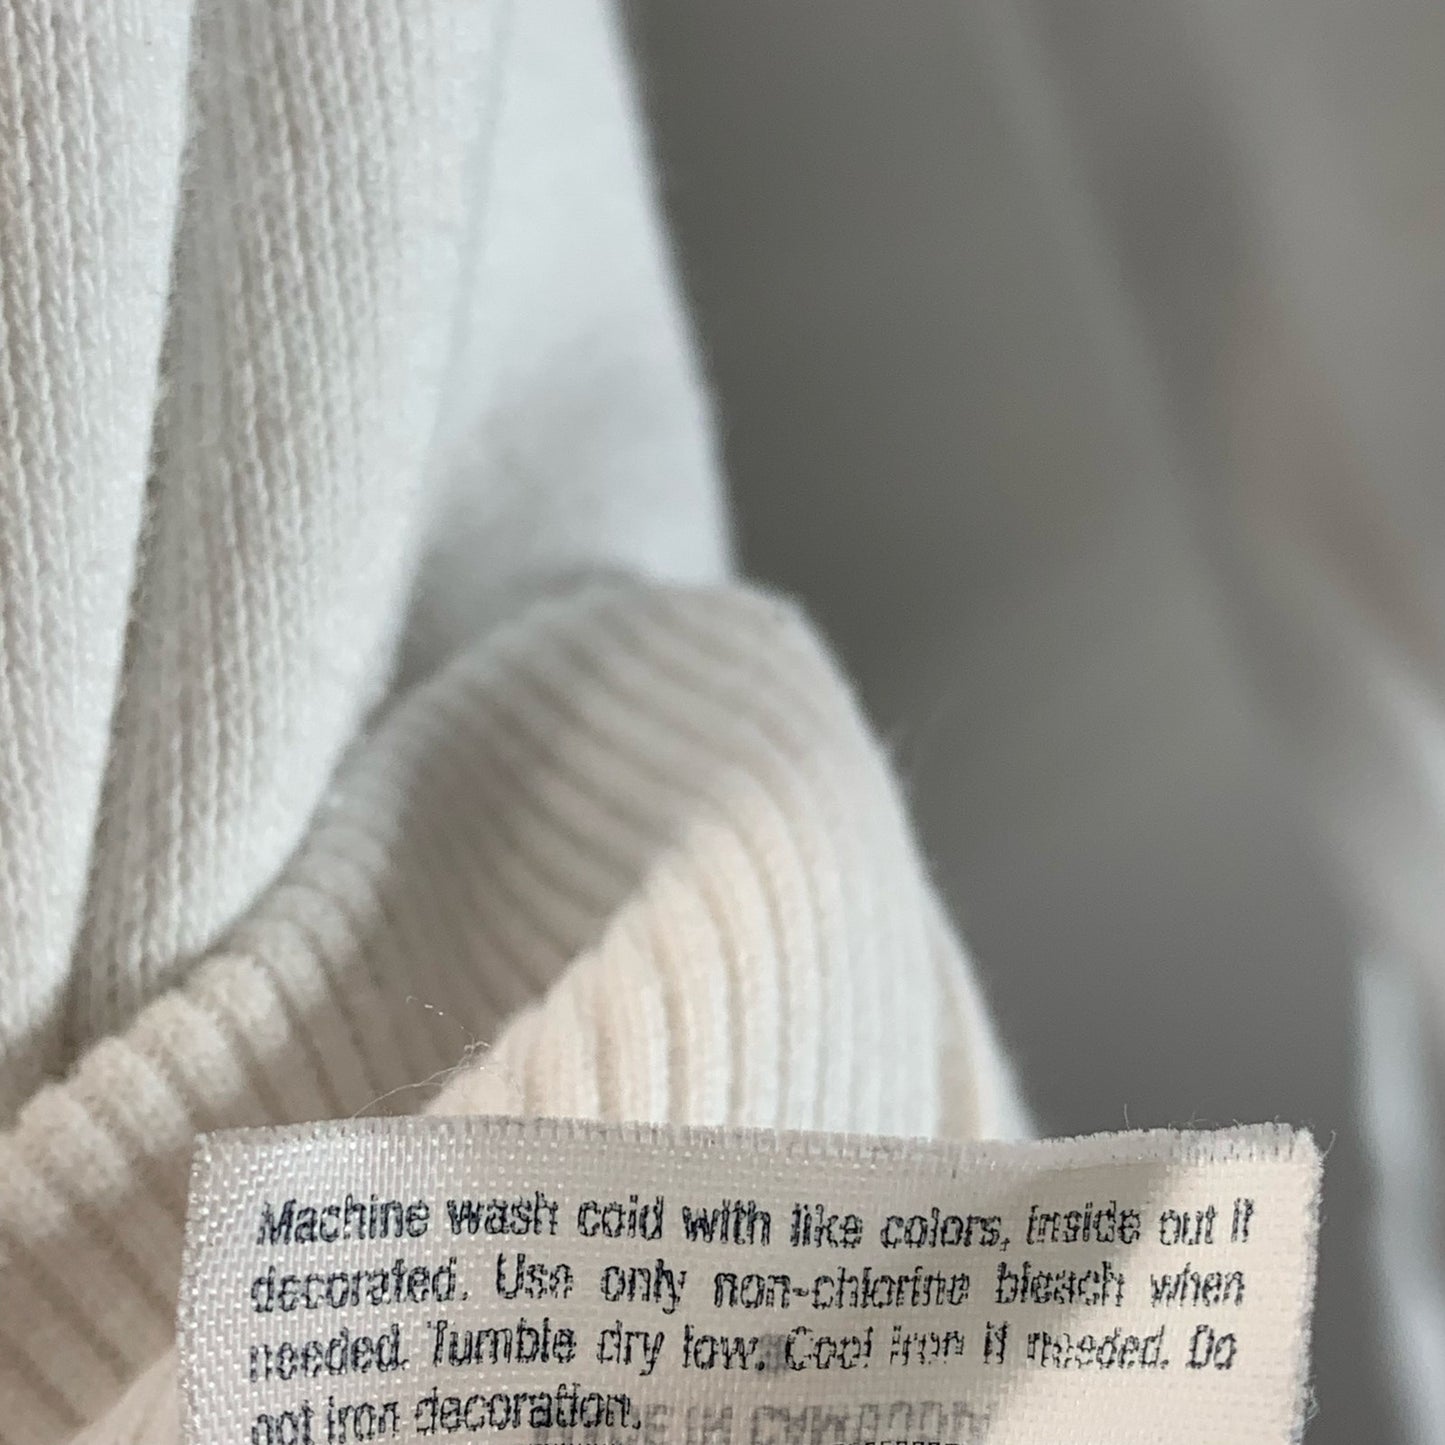 Machine wash cold with like colors, inside out if
decorated. Use only non-chlorine bleach when
needed. Tumble dry low. Cool iron if needed. Do
not iron decoration.